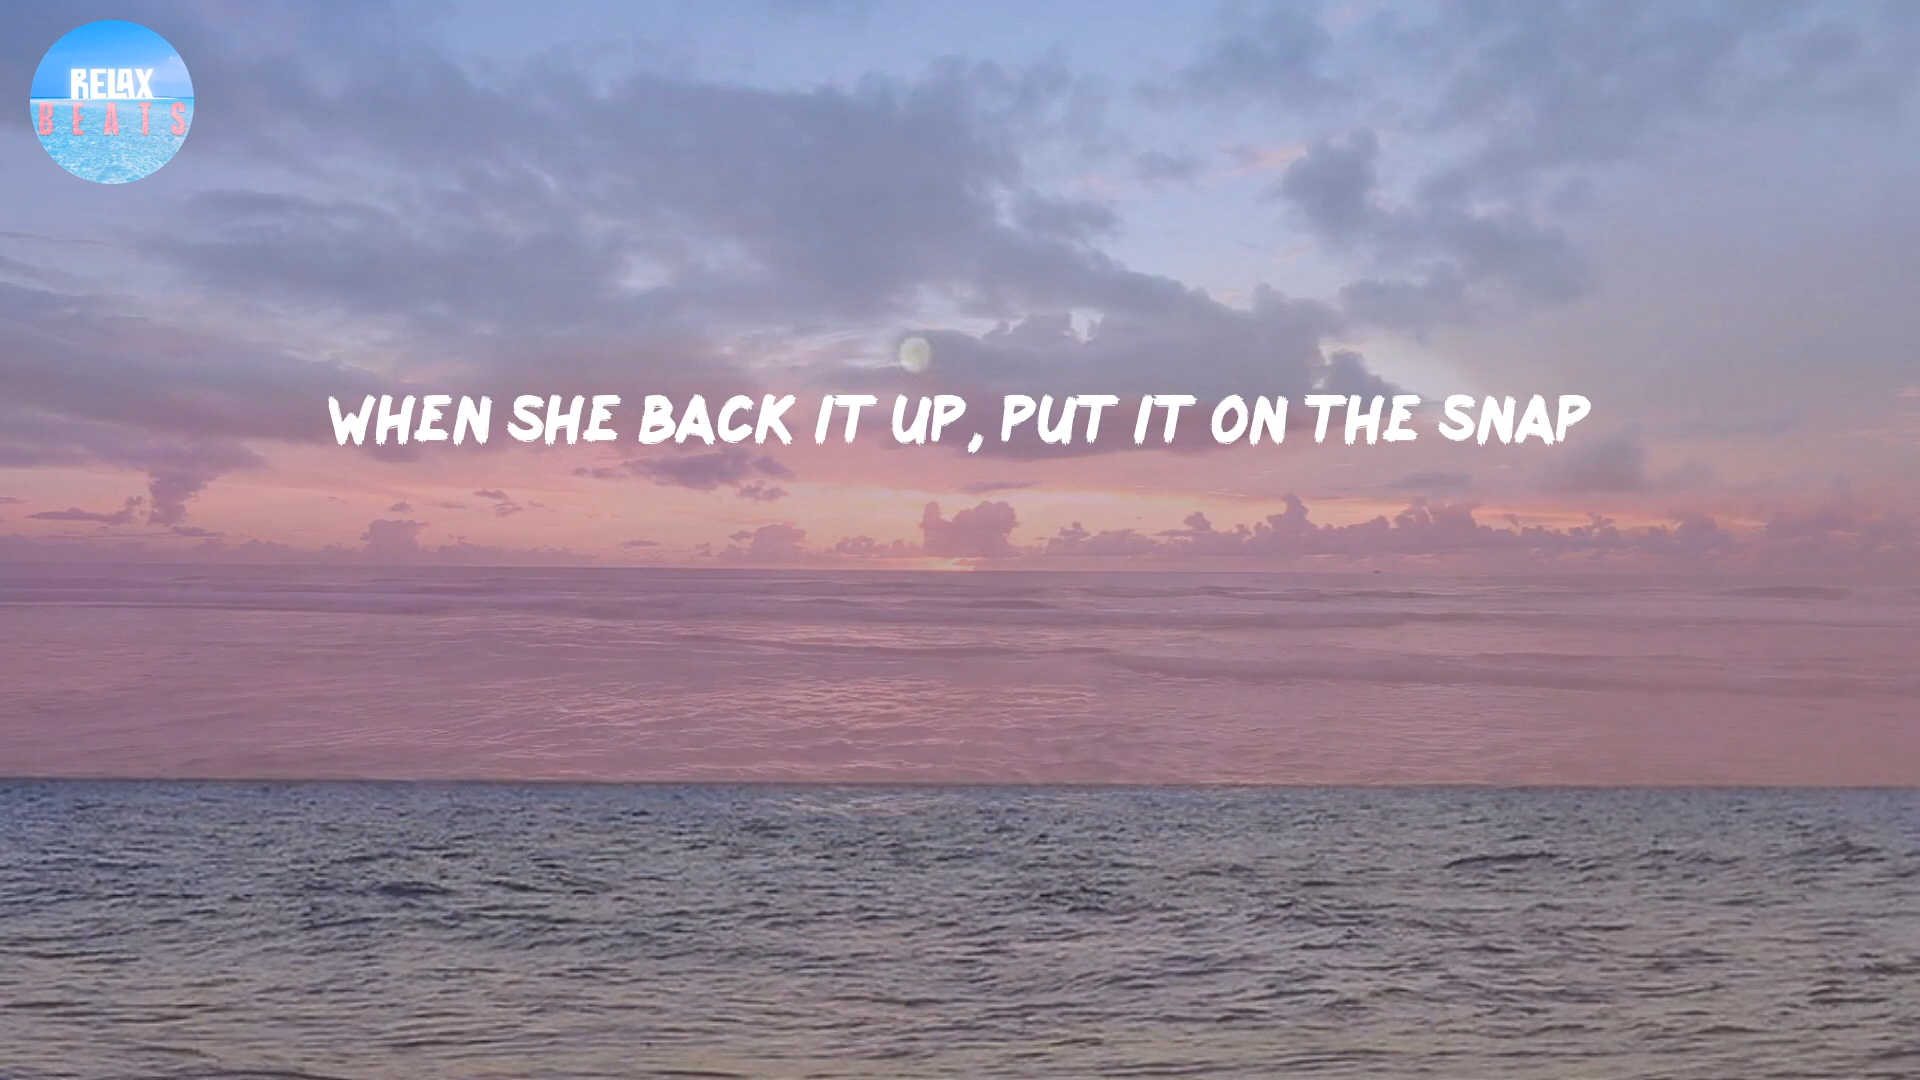 RELAX
BEATS
WHEN SHE BACK IT UP, PUT IT ON THE SNAP